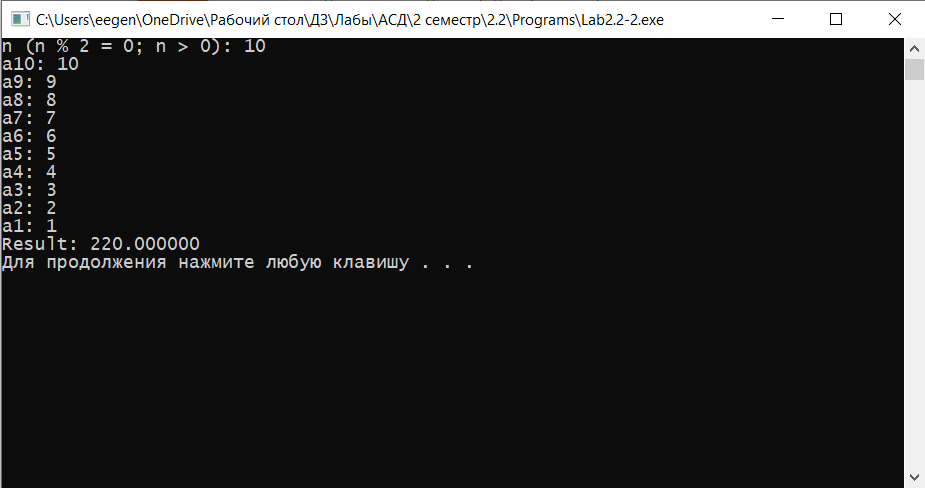 C:\Users\eegen\OneDrive\Рабочий стол\ДЗ\Лабы\АСД\2 семестр\2.2\Programs\Lab2.2-2.exe
n (n % 2 = 0; n > 0): 10
a10: 10
a9: 9
a8: 8
a7: 7
a6: 6
a5: 5
a4: 4
a3: 3
a2: 2
a1: 1
Result: 220.000000
Для продолжения нажмите любую клавишу . . .